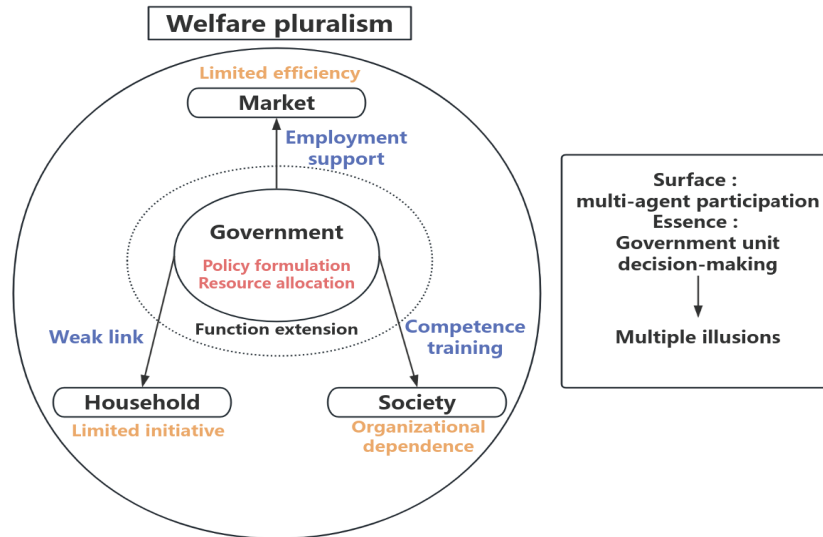 Welfare pluralism
Limited efficiency
Market
Employment
support
Government
Policy formulation
Resource allocation
Function extension
Weak link
Competence
training
Household
Limited initiative
Society
Organizational
dependence
Surface :
multi-agent participation
Essence :
Government unit
decision-making
Multiple illusions